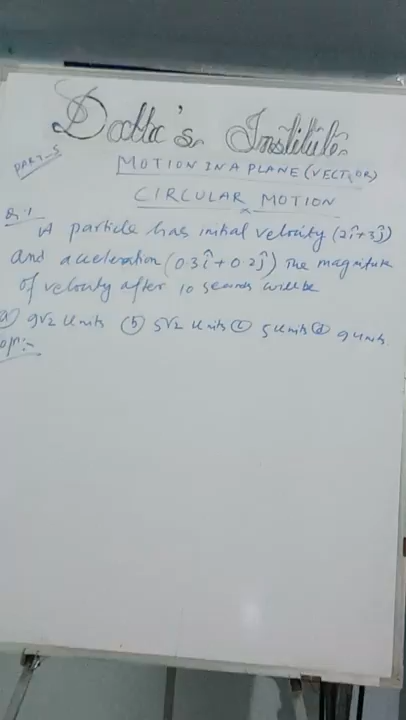 Datta's Institute
PART-5
MOTION IN A PLANE (VECTOR)
CIRCULAR MOTION
Q.1 A particle has initial velocity (2î+3ĵ)
and acceleration (0.3î+0.2ĵ) The magnitude
of velocity after 10 seconds will be
(a) 9√2 Units (b) 5√2 Units (c) 5 Units (d) 9 Units.